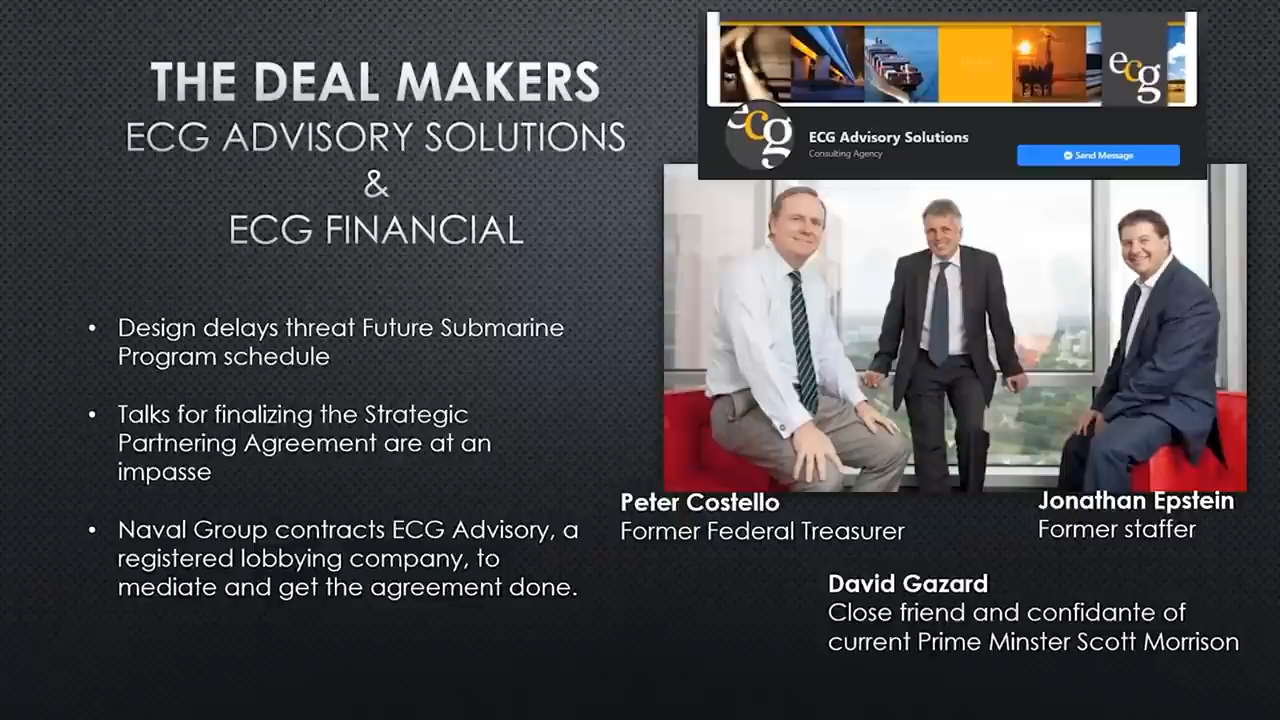 THE DEAL MAKERS
ECG ADVISORY SOLUTIONS
&
ECG FINANCIAL
Design delays threat Future Submarine
Program schedule
Talks for finalizing the Strategic
Partnering Agreement are at an
impasse
Naval Group contracts ECG Advisory, a
registered lobbying company, to
mediate and get the agreement done.
ecg
ecg
ECG Advisory Solutions
Consulting Agency
Send Message
Peter Costello
Former Federal Treasurer
Jonathan Epstein
Former staffer
David Gazard
Close friend and confidante of
current Prime Minster Scott Morrison